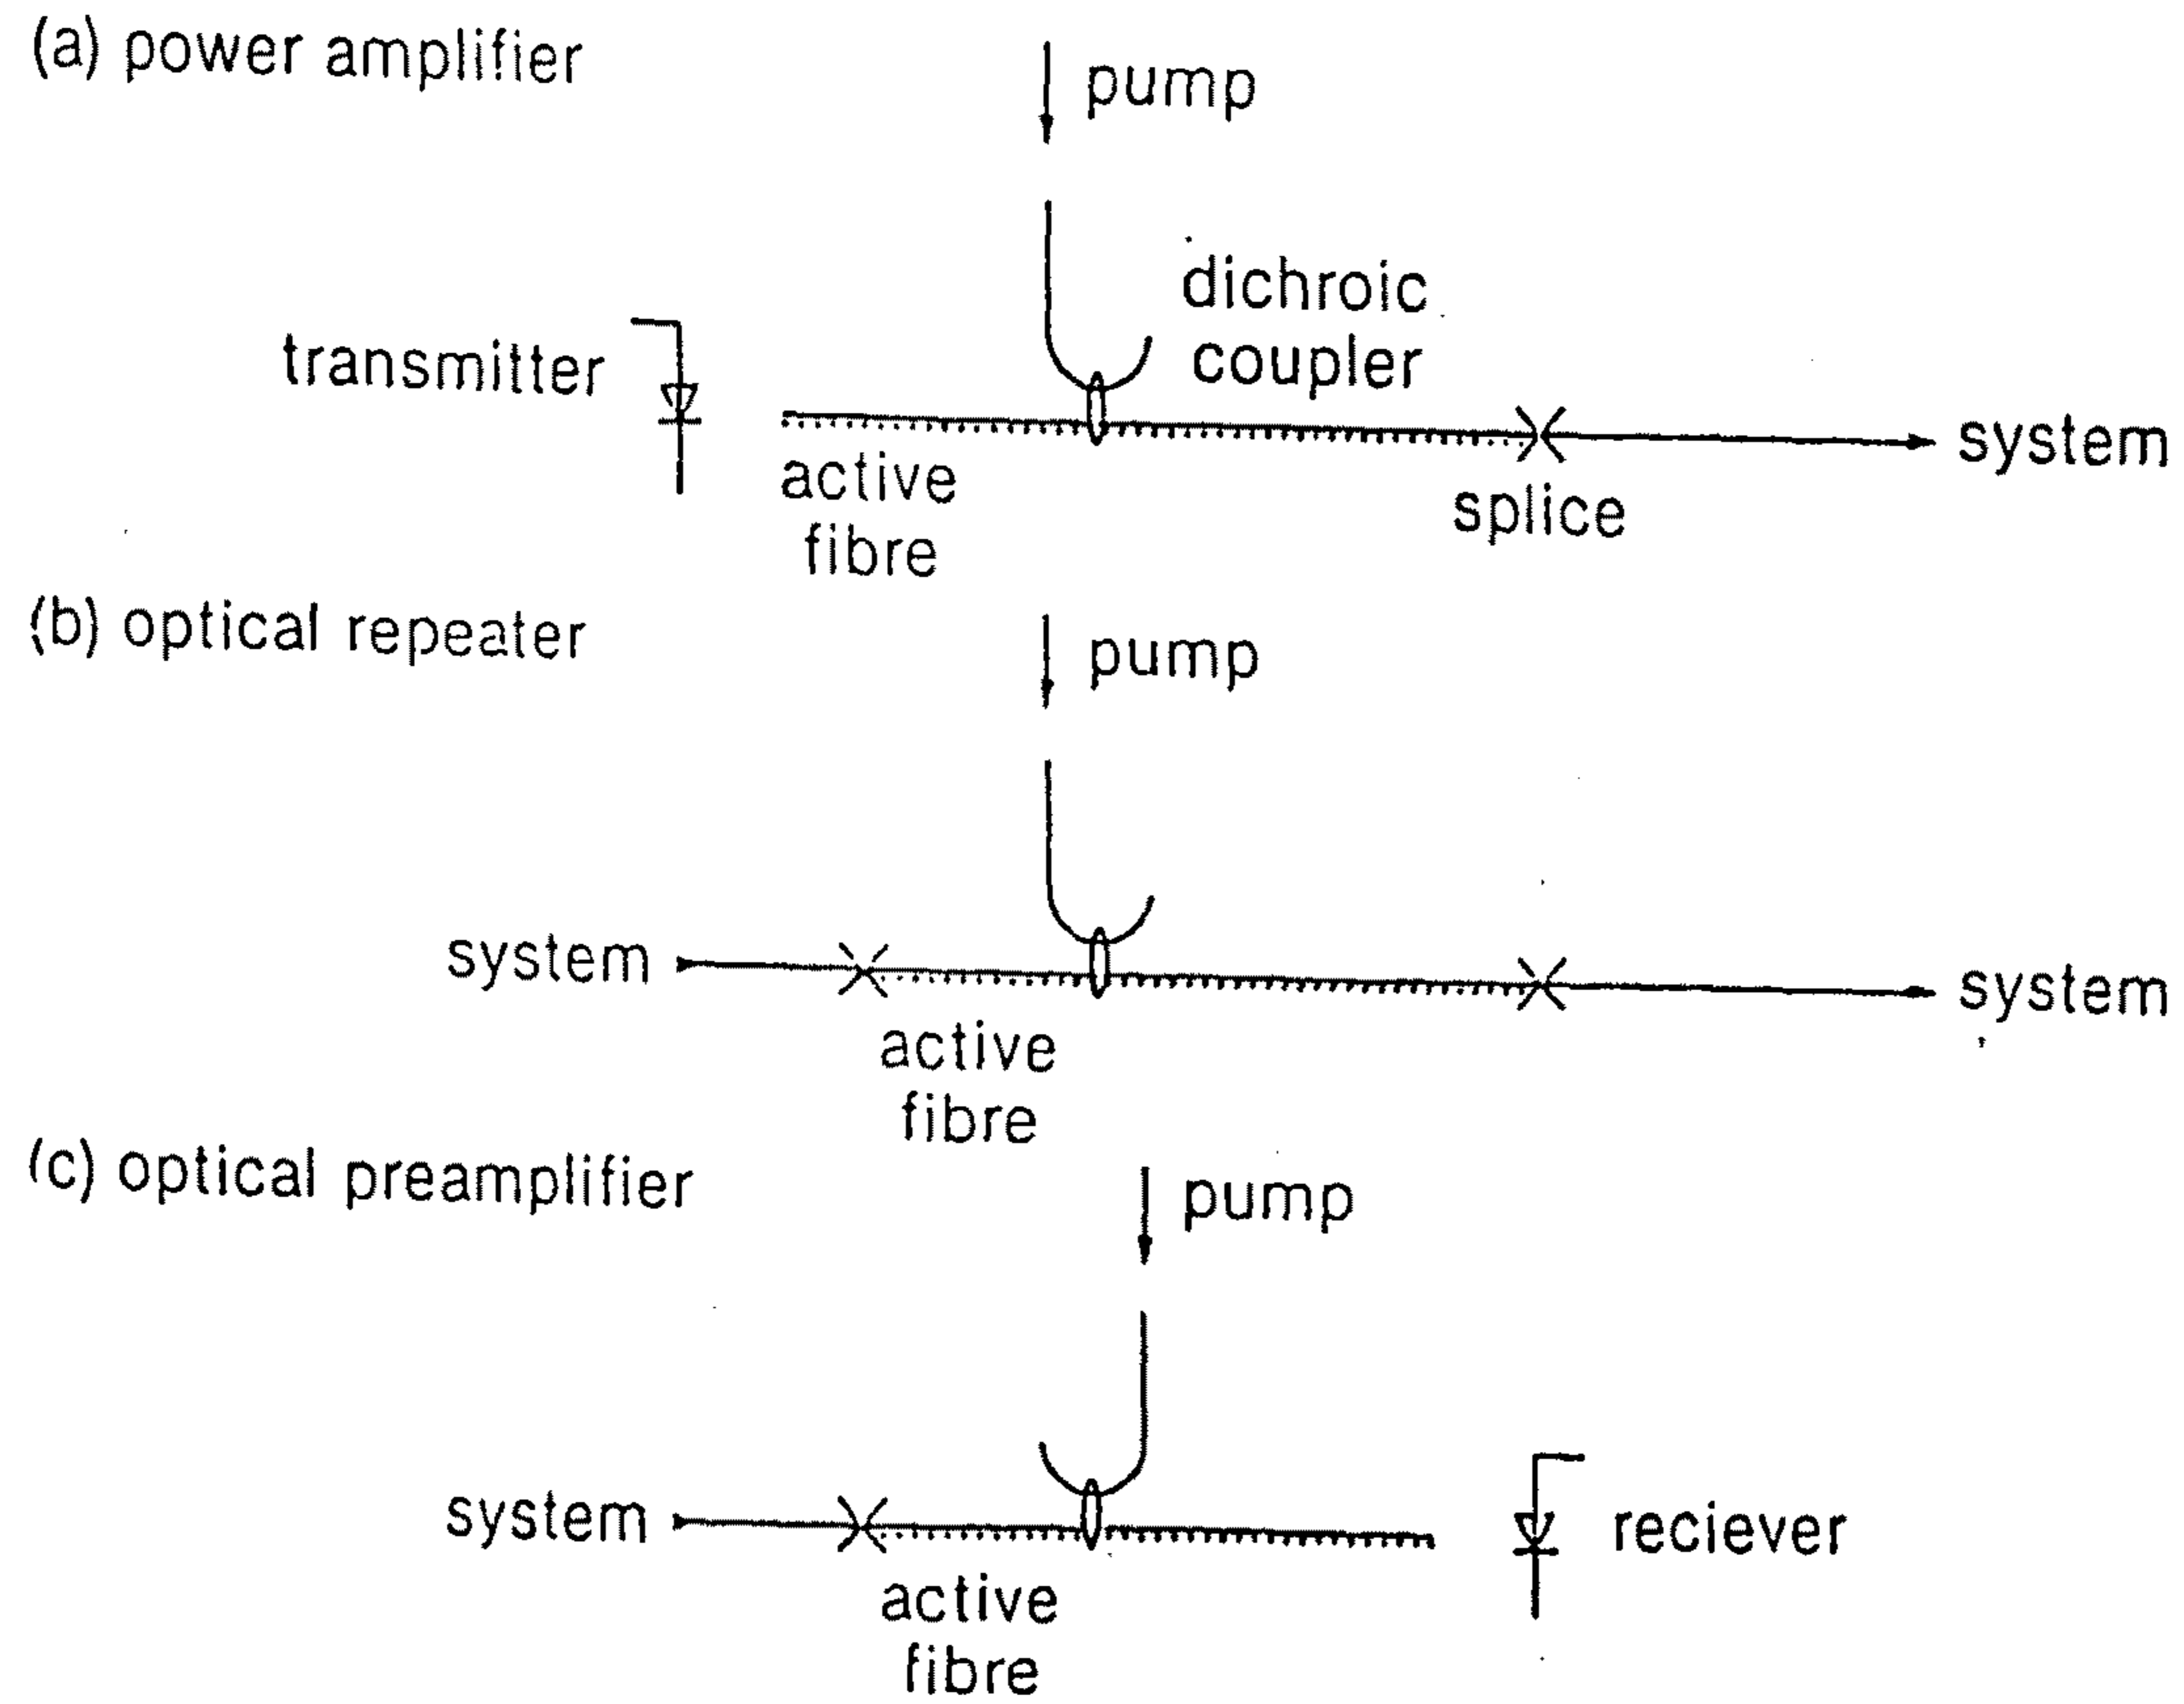 (a) power amplifier
pump
dichroic
coupler
transmitter
system
active
fibre
splice
(b) optical repeater
pump
system
system
active
fibre
(c) optical preamplifier
pump
system
reciever
active
fibre